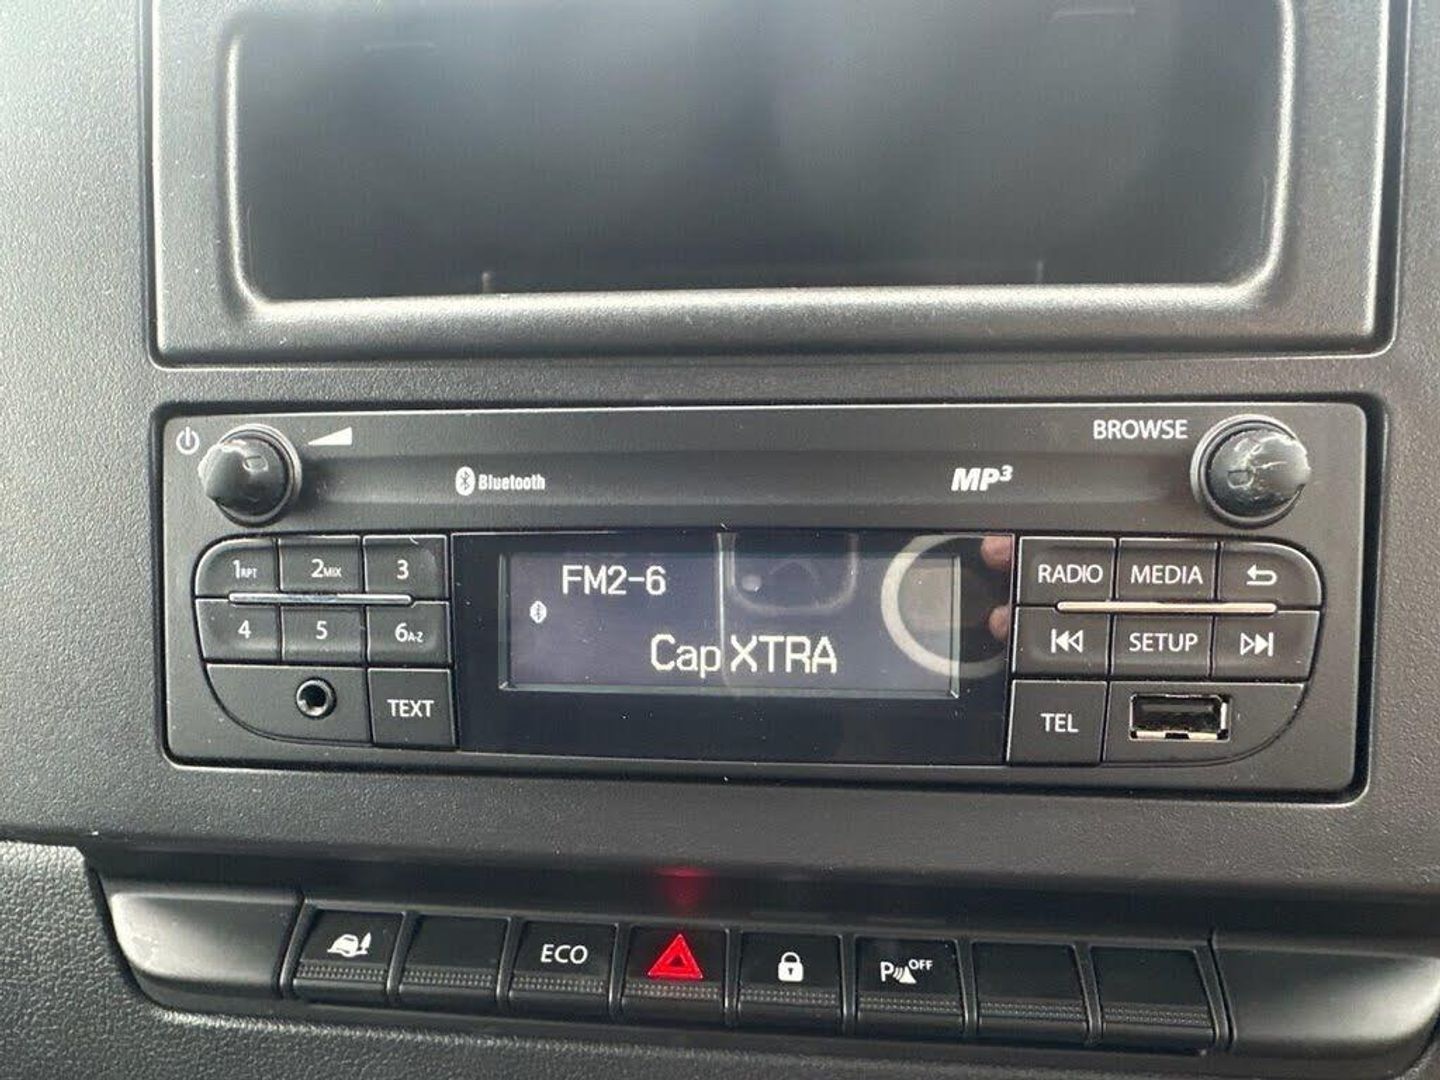 BROWSE
Bluetooth
MP3
1RPT 2MIX 3
FM2-6
RADIO MEDIA
4 5 6A-Z
Cap XTRA
SETUP
TEXT
TEL
ECO
P OFF